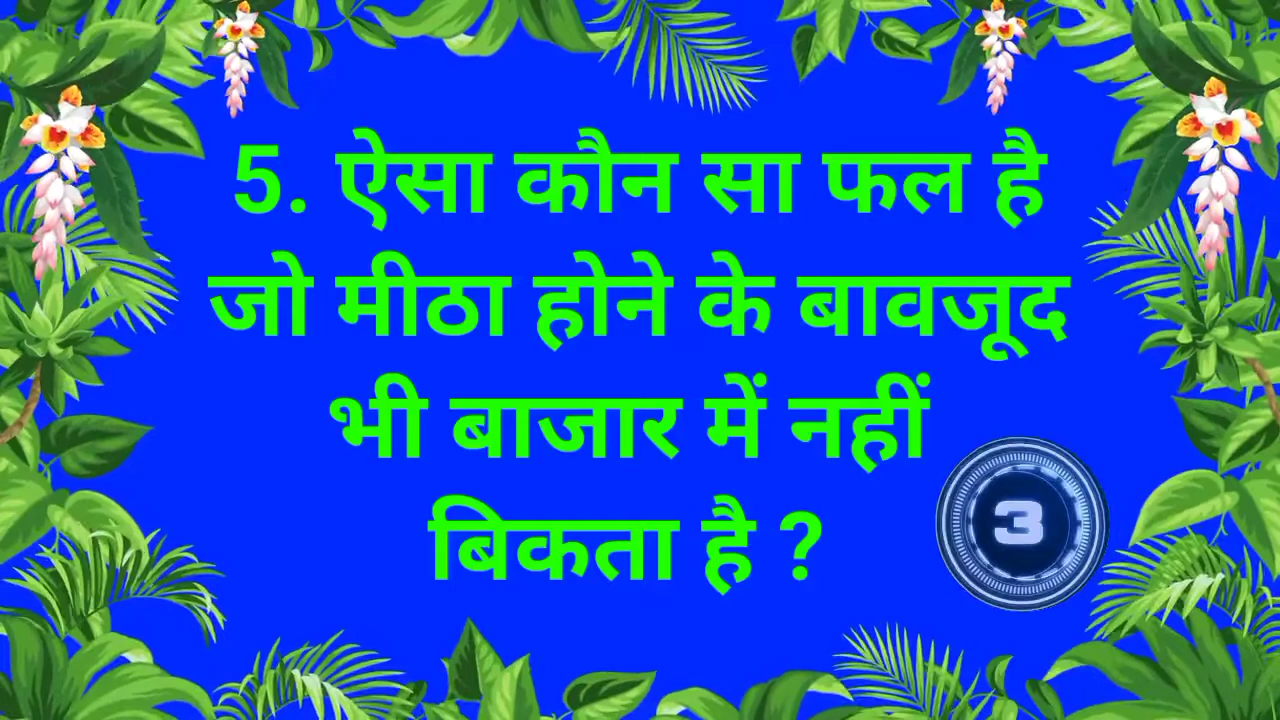 5. ऐसा कौन सा फल है
जो मीठा होने के बावजूद
भी बाजार में नहीं
बिकता है ?
3